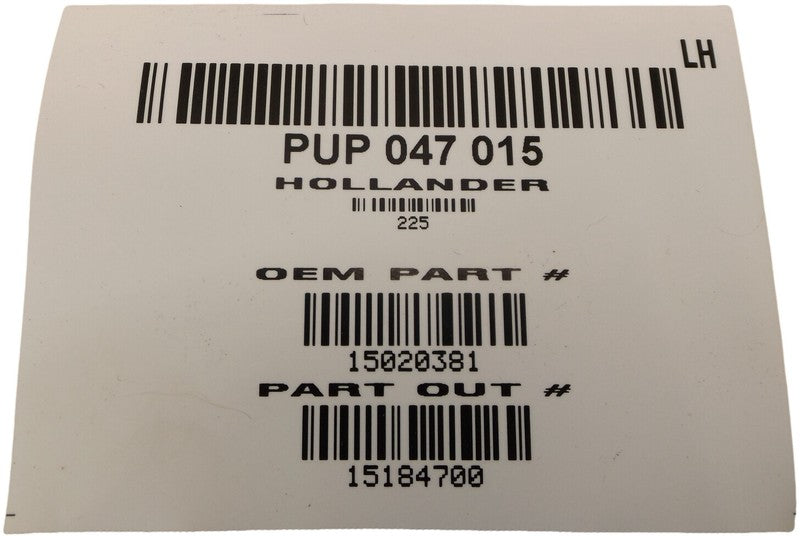 LH
PUP 047 015
HOLLANDER
225
OEM PART #
15020381
PART OUT #
15184700